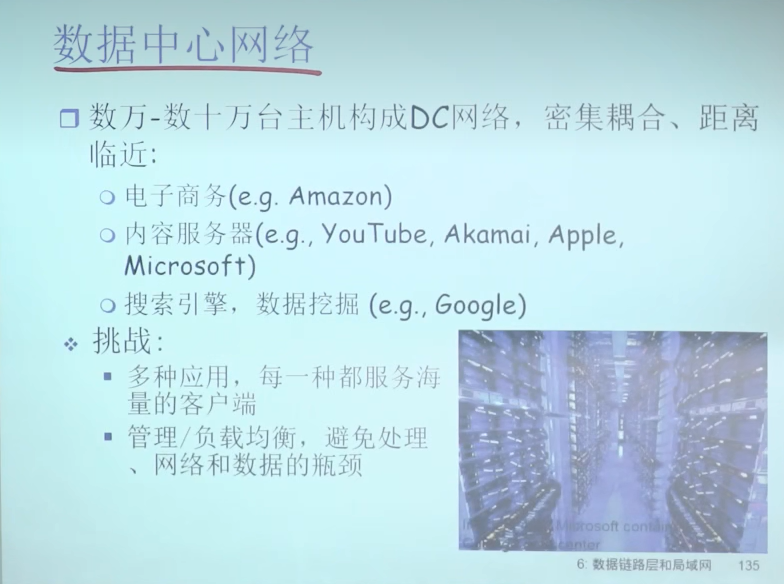 数据中心网络
数万-数十万台主机构成DC网络，密集耦合、距离
临近:
电子商务(e.g. Amazon)
内容服务器(e.g., YouTube, Akamai, Apple,
Microsoft)
搜索引擎，数据挖掘 (e.g., Google)
挑战:
多种应用，每一种都服务海
量的客户端
管理/负载均衡，避免处理
、网络和数据的瓶颈
Microsoft
center
6: 数据链路层和局域网 135